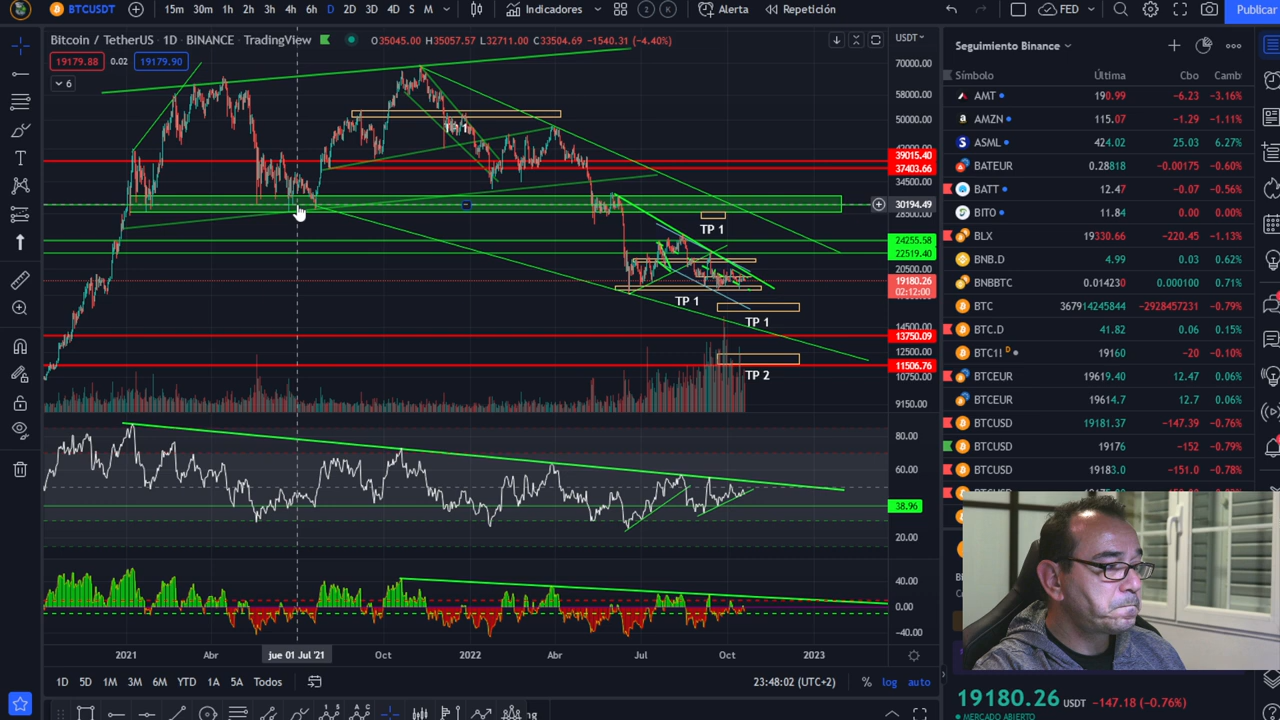 BTCUSDT 15m 30m 1h 2h 3h 4h 6h D 2D 3D 4D S M Indicadores Alerta Repetición FED Publicar
Bitcoin / TetherUS · 1D · BINANCE · TradingView O35045.00 H35057.57 L32711.00 C33504.69 −1540.31 (−4.40%) USDT
19179.88 0.02 19179.90
6
70000.00
58000.00
50000.00
39015.40
37403.66
34500.00
30194.49
24255.58
22519.40
20500.00
19180.26
02:12:00
14500.00
13750.09
12500.00
11506.76
10750.00
9150.00
TP 1
TP 1
TP 1
TP 1
TP 2
80.00
60.00
38.96
20.00
40.00
0.00
−40.00
2021 Abr jue 01 Jul '21 Oct 2022 Abr Jul Oct 2023
1D 5D 1M 3M 6M YTD 1A 5A Todos 23:48:02 (UTC+2) % log auto
Seguimiento Binance
Símbolo Última Cbo Camb
AMT 190.99 −6.23 −3.16%
AMZN 115.07 −1.29 −1.11%
ASML 424.00 25.03 6.27%
BATEUR 0.28818 −0.00175 −0.60%
BATT 12.47 −0.07 −0.56%
BITO 11.84 0.00 0.00%
BLX 19330.66 −220.45 −1.13%
BNB.D 4.99 0.03 0.62%
BNBBTC 0.01430 0.000100 0.71%
BTC 367914245844 −2928457231 −0.79%
BTC.D 41.82 0.06 0.15%
BTC1! D 19160 −20 −0.10%
BTCEUR 19619.40 12.47 0.06%
BTCEUR 19614.7 12.7 0.06%
BTCUSD 19181.37 −147.39 −0.76%
BTCUSD 19176 −152 −0.79%
BTCUSD 19183.0 −151.0 −0.78%
19180.26 USDT −147.18 (−0.76%)
MERCADO ABIERTO